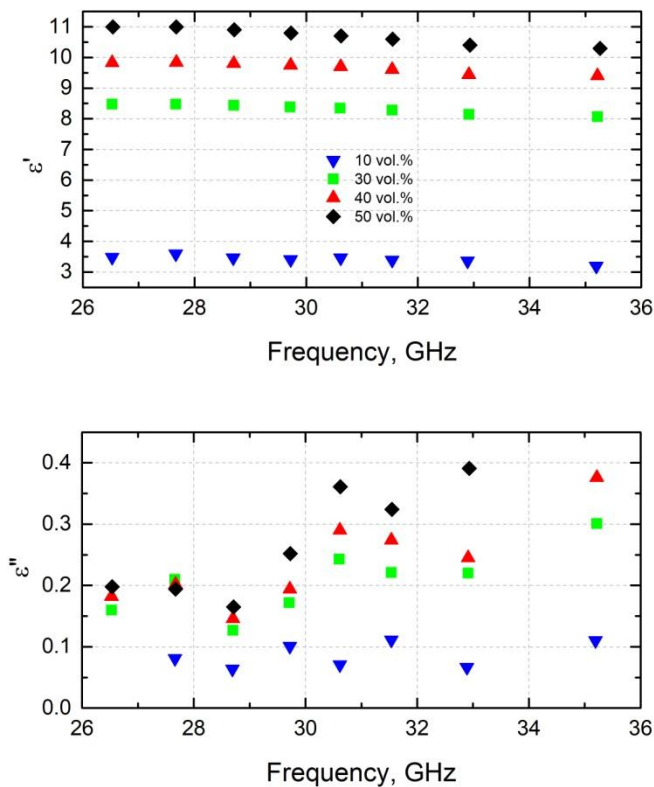 11
10
9
8
7
6
5
4
3
ε'
10 vol.%
30 vol.%
40 vol.%
50 vol.%
26 28 30 32 34 36
Frequency, GHz
0.4
0.3
0.2
0.1
0.0
ε"
26 28 30 32 34 36
Frequency, GHz